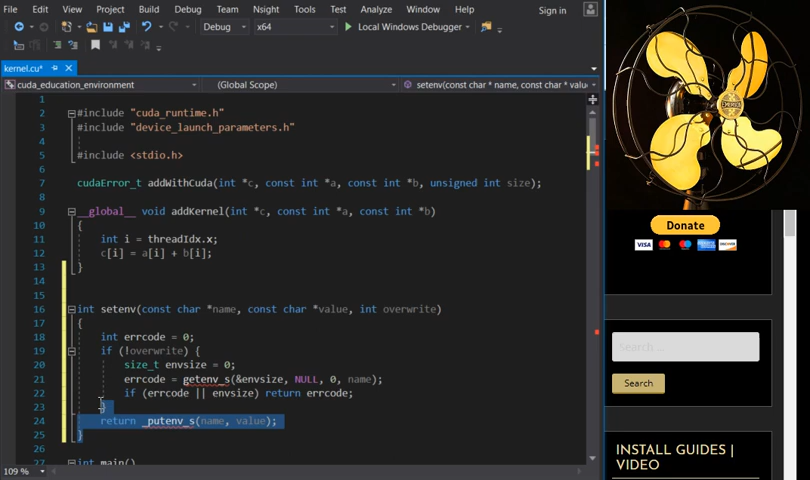 File Edit View Project Build Debug Team Nsight Tools Test Analyze Window Help Sign in
Debug x64 Local Windows Debugger
kernel.cu*
cuda_education_environment (Global Scope) setenv(const char * name, const char * value,
1
2 #include "cuda_runtime.h"
3 #include "device_launch_parameters.h"
4
5 #include <stdio.h>
6
7 cudaError_t addWithCuda(int *c, const int *a, const int *b, unsigned int size);
8
9 __global__ void addKernel(int *c, const int *a, const int *b)
10 {
11 int i = threadIdx.x;
12 c[i] = a[i] + b[i];
13 }
14
15
16 int setenv(const char *name, const char *value, int overwrite)
17 {
18 int errcode = 0;
19 if (!overwrite) {
20 size_t envsize = 0;
21 errcode = getenv_s(&envsize, NULL, 0, name);
22 if (errcode || envsize) return errcode;
23 }
24 return _putenv_s(name, value);
25 }
26
27 int main()
109 %
EMERSON
Donate
VISA DISCOVER
Search ...
Search
INSTALL GUIDES |
VIDEO